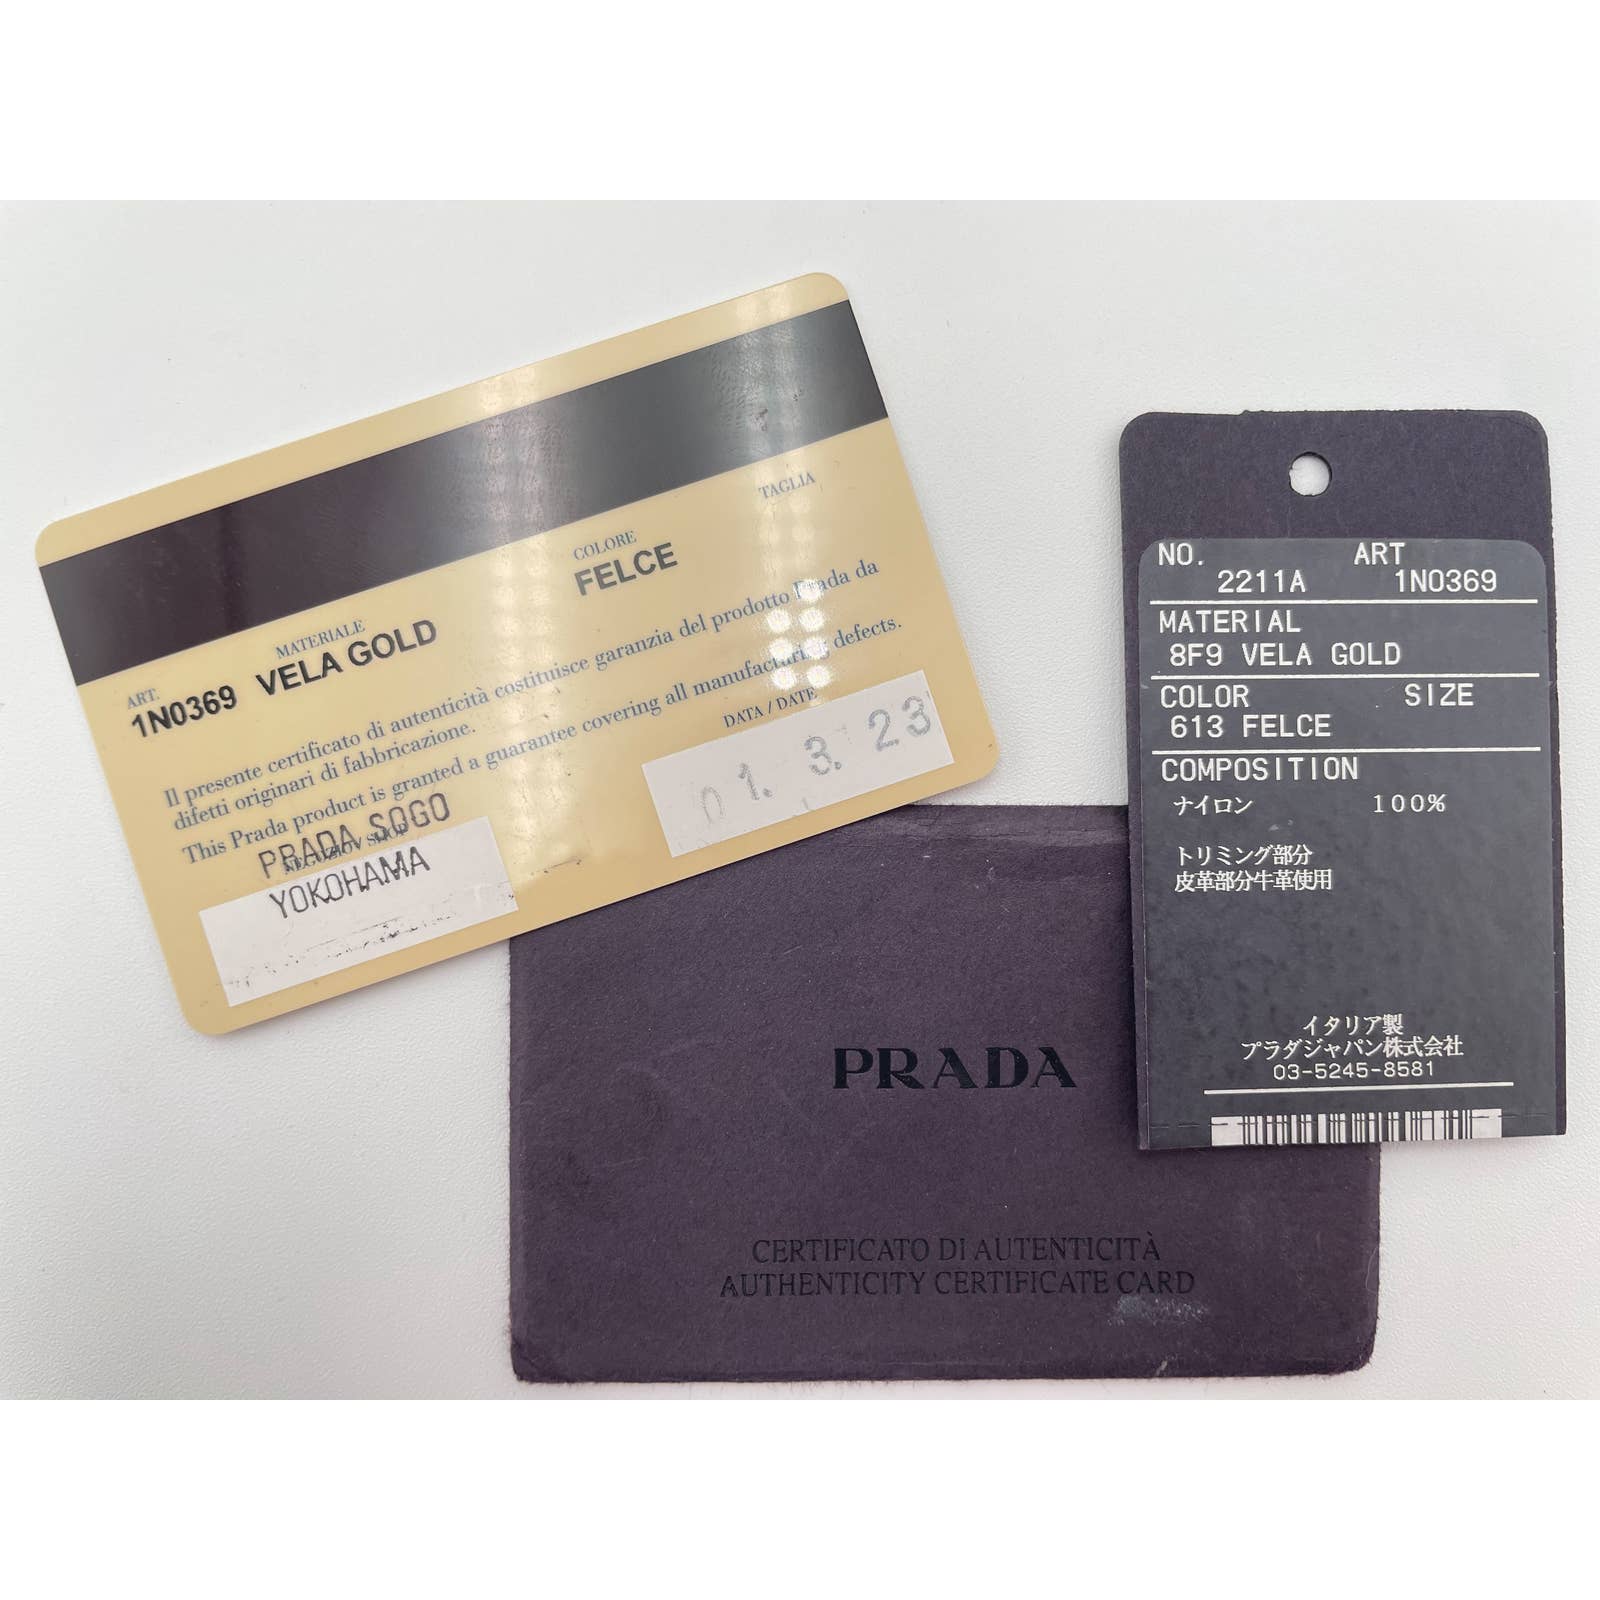 TAGLIA
COLORE
FELCE
MATERIALE
VELA GOLD
ART.
1N0369
Il presente certificato di autenticità costituisce garanzia del prodotto Prada da
difetti originari di fabbricazione.
This Prada product is granted a guarantee covering all manufacturing defects.
DATA / DATE
01. 3. 23
NEGOZIO / SHOP
PRADA SOGO
YOKOHAMA
NO. ART
2211A 1N0369
MATERIAL
8F9 VELA GOLD
COLOR SIZE
613 FELCE
COMPOSITION
ナイロン 100%
トリミング部分
皮革部分牛革使用
イタリア製
プラダジャパン株式会社
03-5245-8581
PRADA
CERTIFICATO DI AUTENTICITÀ
AUTHENTICITY CERTIFICATE CARD